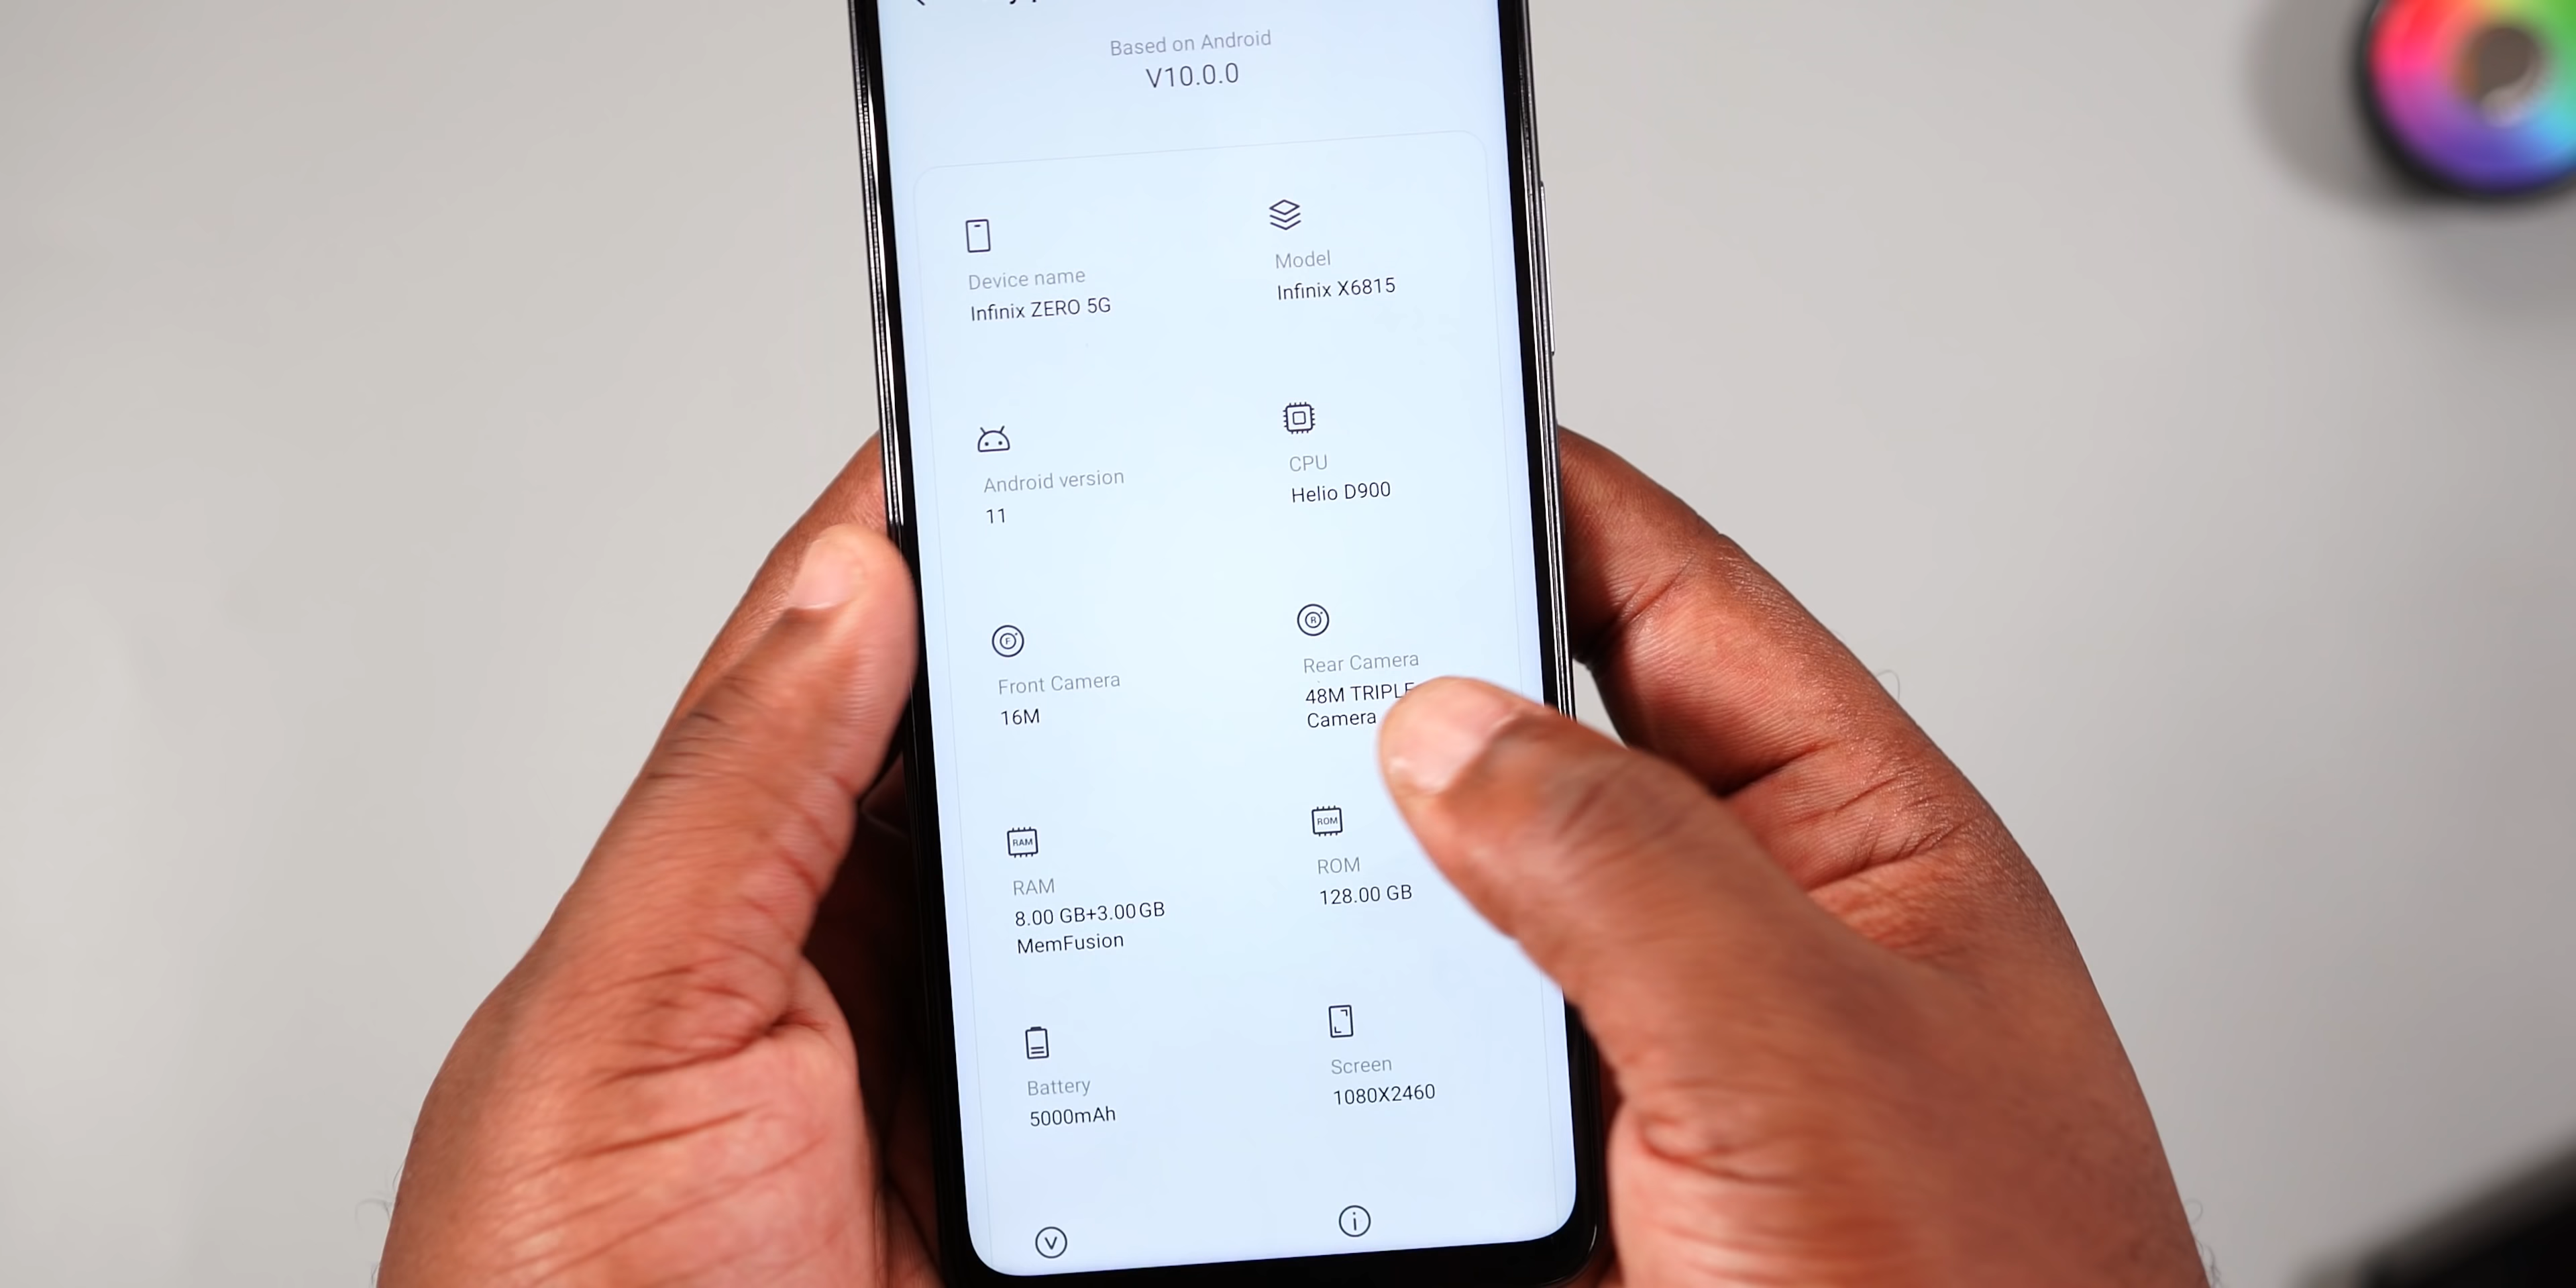 Based on Android
V10.0.0
Device name
Infinix ZERO 5G
Model
Infinix X6815
Android version
11
CPU
Helio D900
F
Front Camera
16M
R
Rear Camera
48M TRIPLE
Camera
RAM
RAM
8.00 GB+3.00GB
MemFusion
ROM
ROM
128.00 GB
Battery
5000mAh
Screen
1080X2460
V
i